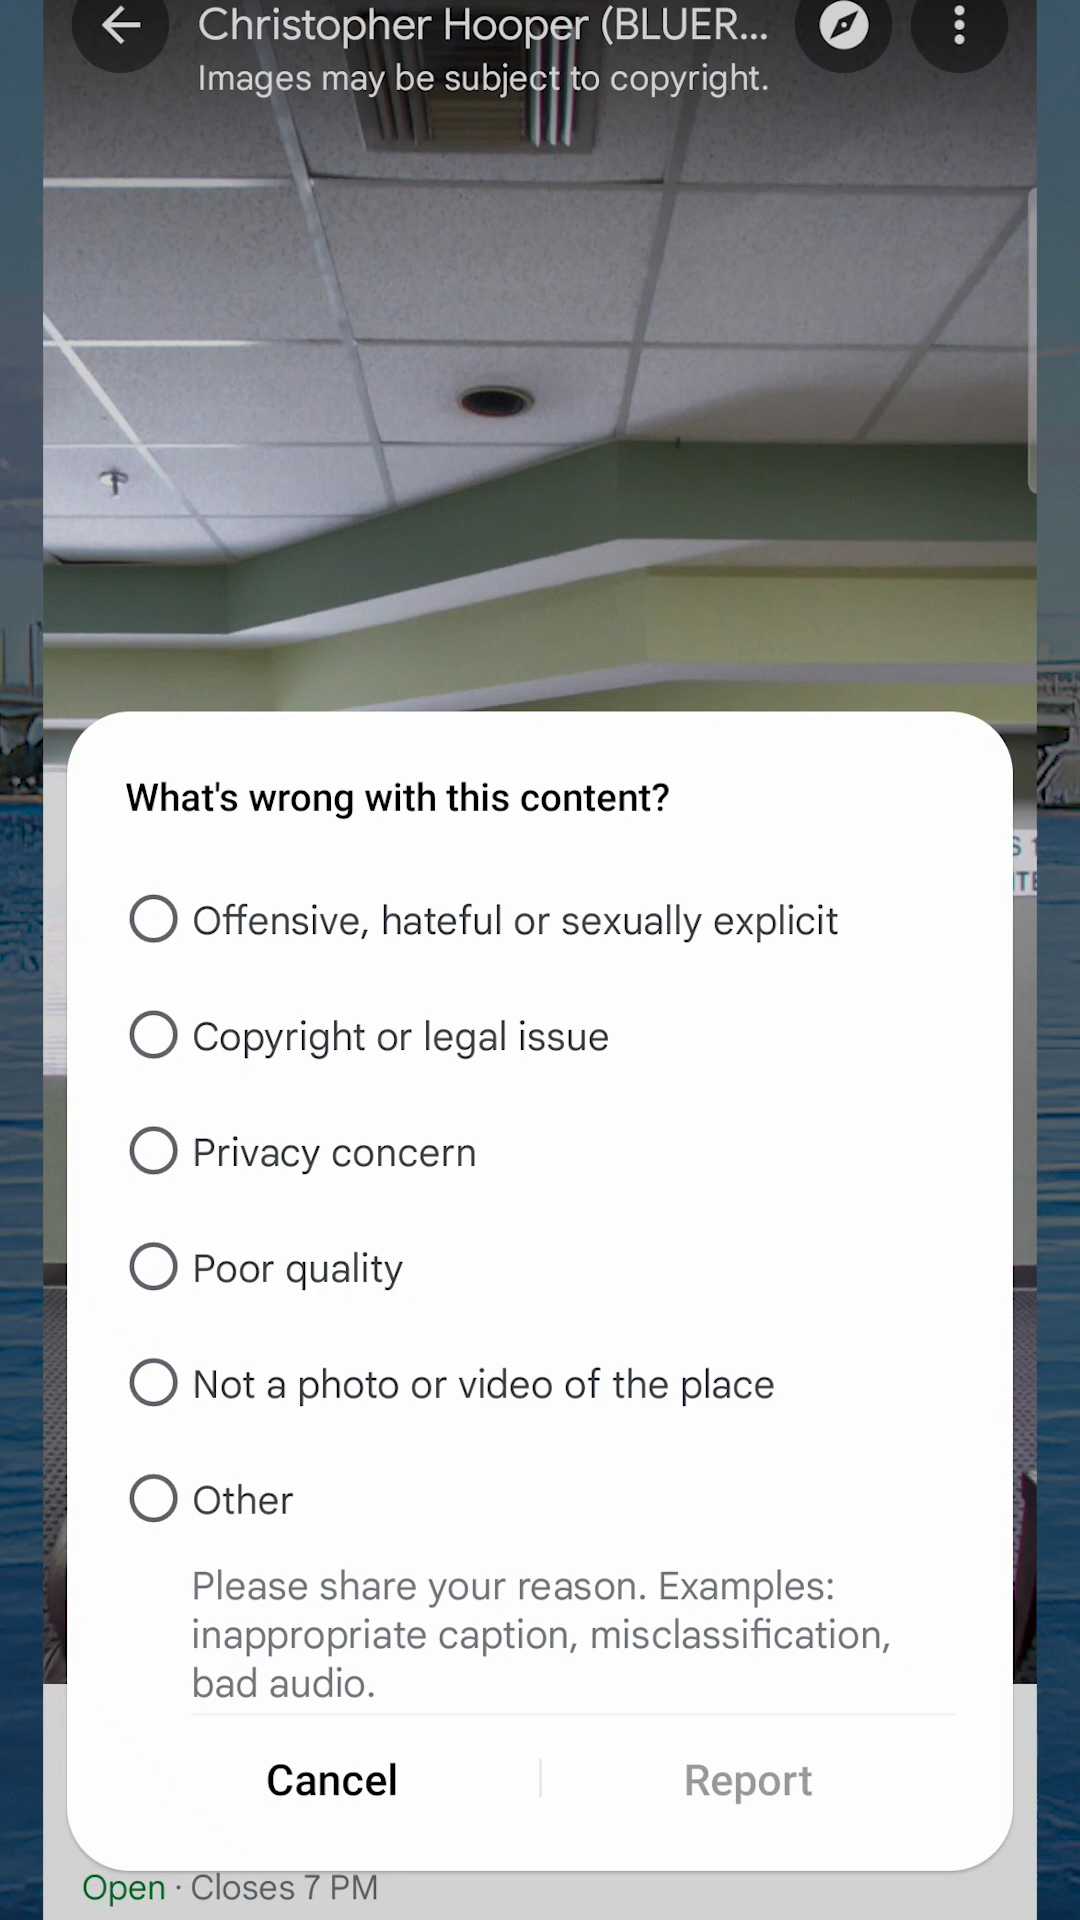 Christopher Hooper (BLUER...
Images may be subject to copyright.
What's wrong with this content?
Offensive, hateful or sexually explicit
Copyright or legal issue
Privacy concern
Poor quality
Not a photo or video of the place
Other
Please share your reason. Examples:
inappropriate caption, misclassification,
bad audio.
Cancel
Report
Open · Closes 7 PM